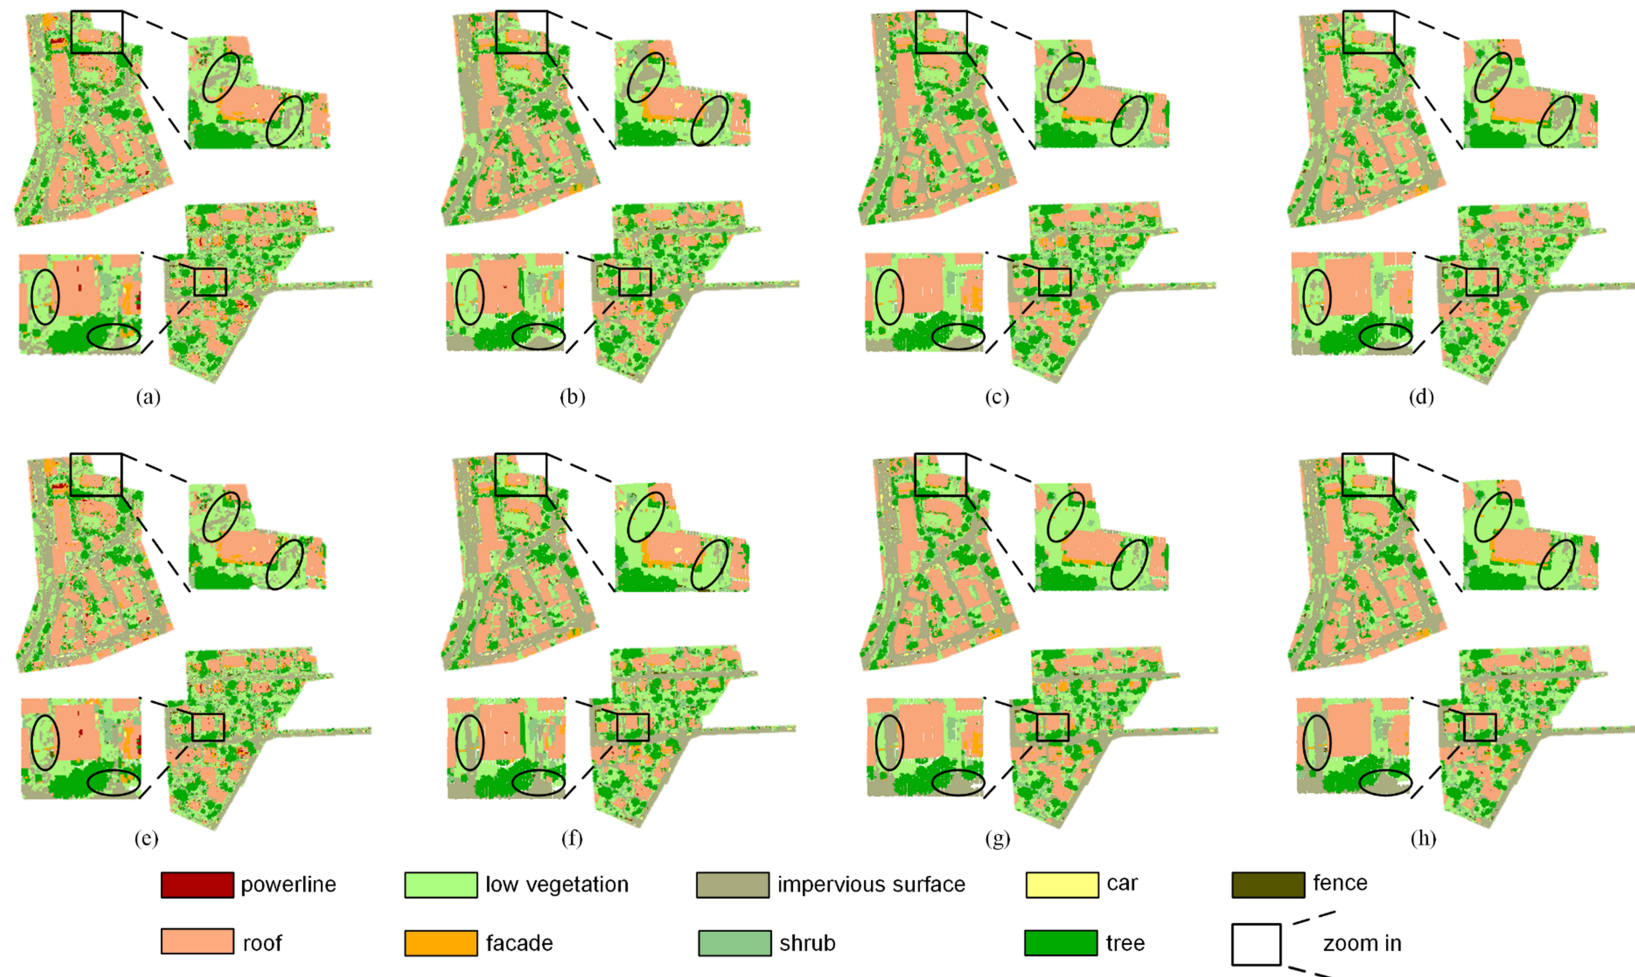 (a) (b) (c) (d)
(e) (f) (g) (h)
powerline low vegetation impervious surface car fence
roof facade shrub tree zoom in